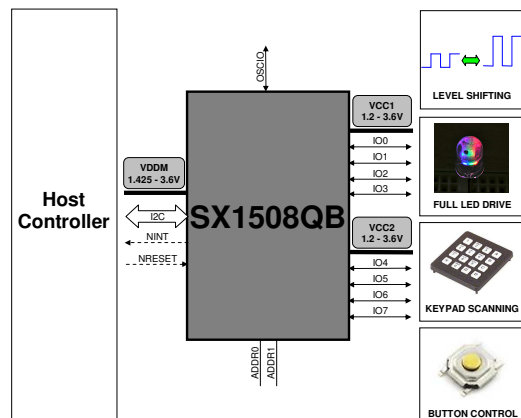 OSCIO
VCC1
1.2 - 3.6V
LEVEL SHIFTING
IO0
IO1
IO2
IO3
VDDM
1.425 - 3.6V
FULL LED DRIVE
Host
Controller
I2C
SX1508QB
NINT
NRESET
VCC2
1.2 - 3.6V
IO4
IO5
IO6
IO7
KEYPAD SCANNING
ADDR0
ADDR1
BUTTON CONTROL